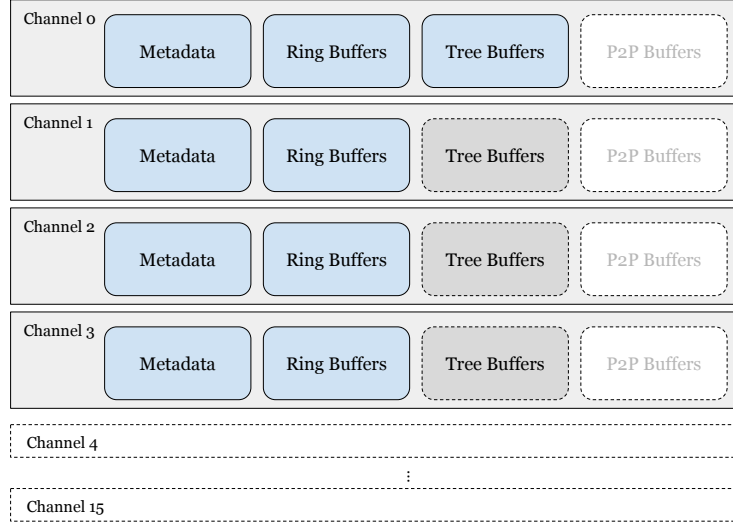 Channel 0
Metadata Ring Buffers Tree Buffers P2P Buffers
Channel 1
Metadata Ring Buffers Tree Buffers P2P Buffers
Channel 2
Metadata Ring Buffers Tree Buffers P2P Buffers
Channel 3
Metadata Ring Buffers Tree Buffers P2P Buffers
Channel 4
⋮
Channel 15